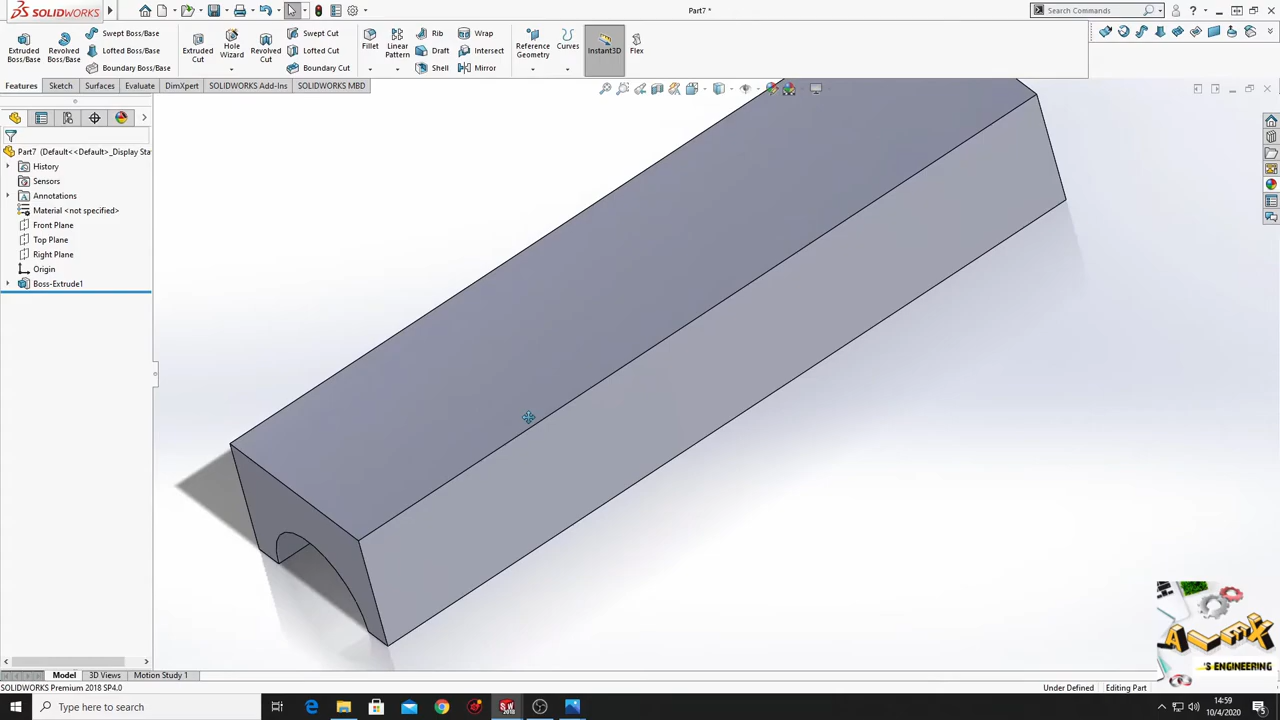 SOLIDWORKS
Part7 *
Search Commands
Extruded Boss/Base
Revolved Boss/Base
Swept Boss/Base
Lofted Boss/Base
Boundary Boss/Base
Extruded Cut
Hole Wizard
Revolved Cut
Swept Cut
Lofted Cut
Boundary Cut
Fillet
Linear Pattern
Rib
Draft
Shell
Wrap
Intersect
Mirror
Reference Geometry
Curves
Instant3D
Flex
Features
Sketch
Surfaces
Evaluate
DimXpert
SOLIDWORKS Add-Ins
SOLIDWORKS MBD
Part7 (Default<<Default>_Display Sta
History
Sensors
Annotations
Material <not specified>
Front Plane
Top Plane
Right Plane
Origin
Boss-Extrude1
ALEX
'S ENGINEERING
Model
3D Views
Motion Study 1
SOLIDWORKS Premium 2018 SP4.0
Under Defined
Editing Part
Type here to search
14:59
10/4/2020